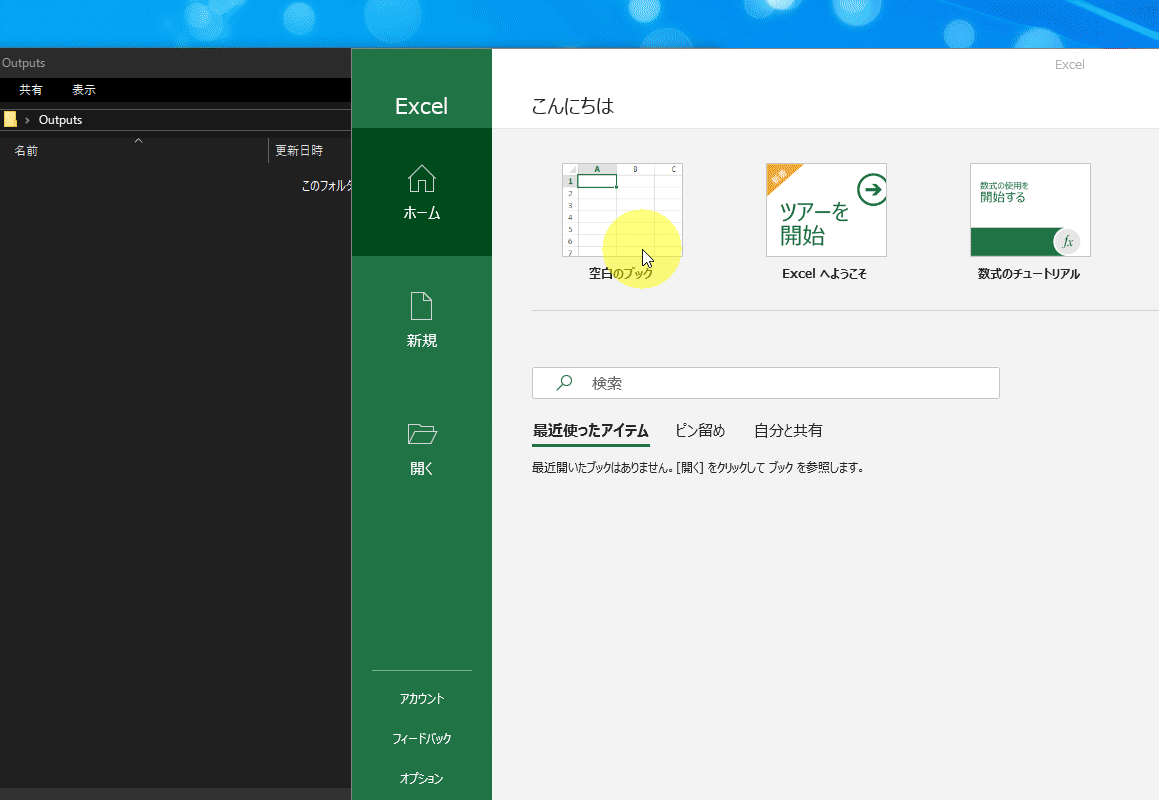 Outputs
共有 表示
Outputs
名前 更新日時
このフォルダ
Excel
ホーム
新規
開く
アカウント
フィードバック
オプション
Excel
こんにちは
A B C
1
2
3
4
5
6
7
空白のブック
新着
ツアーを
開始
Excel へようこそ
数式の使用を
開始する
fx
数式のチュートリアル
検索
最近使ったアイテム ピン留め 自分と共有
最近開いたブックはありません。[開く] をクリックして ブック を参照します。